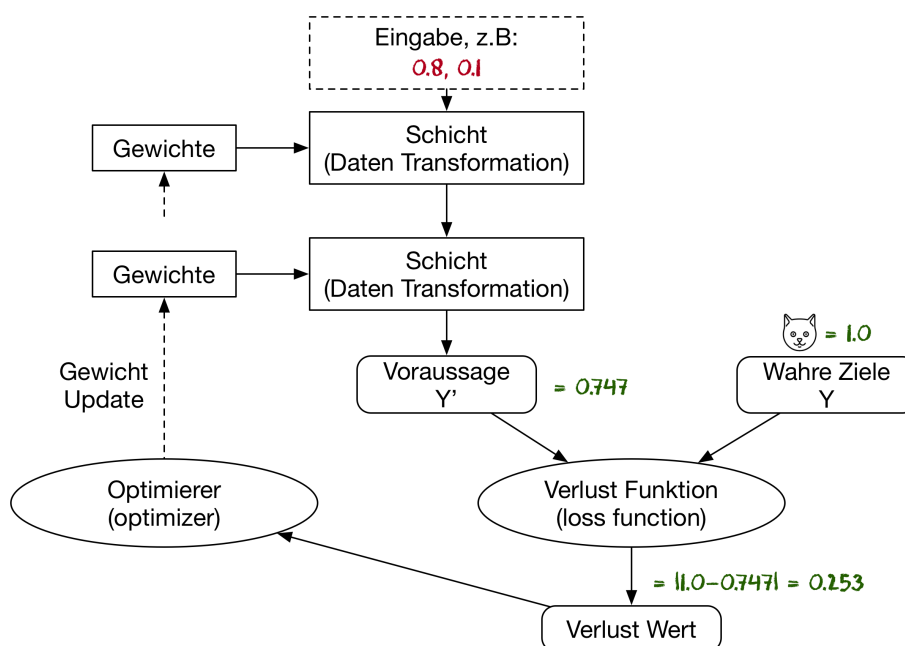 Eingabe, z.B:
0.8, 0.1
Gewichte
Schicht
(Daten Transformation)
Gewichte
Schicht
(Daten Transformation)
= 1.0
Gewicht
Update
Voraussage
Y’
= 0.747
Wahre Ziele
Y
Optimierer
(optimizer)
Verlust Funktion
(loss function)
= |1.0-0.747| = 0.253
Verlust Wert